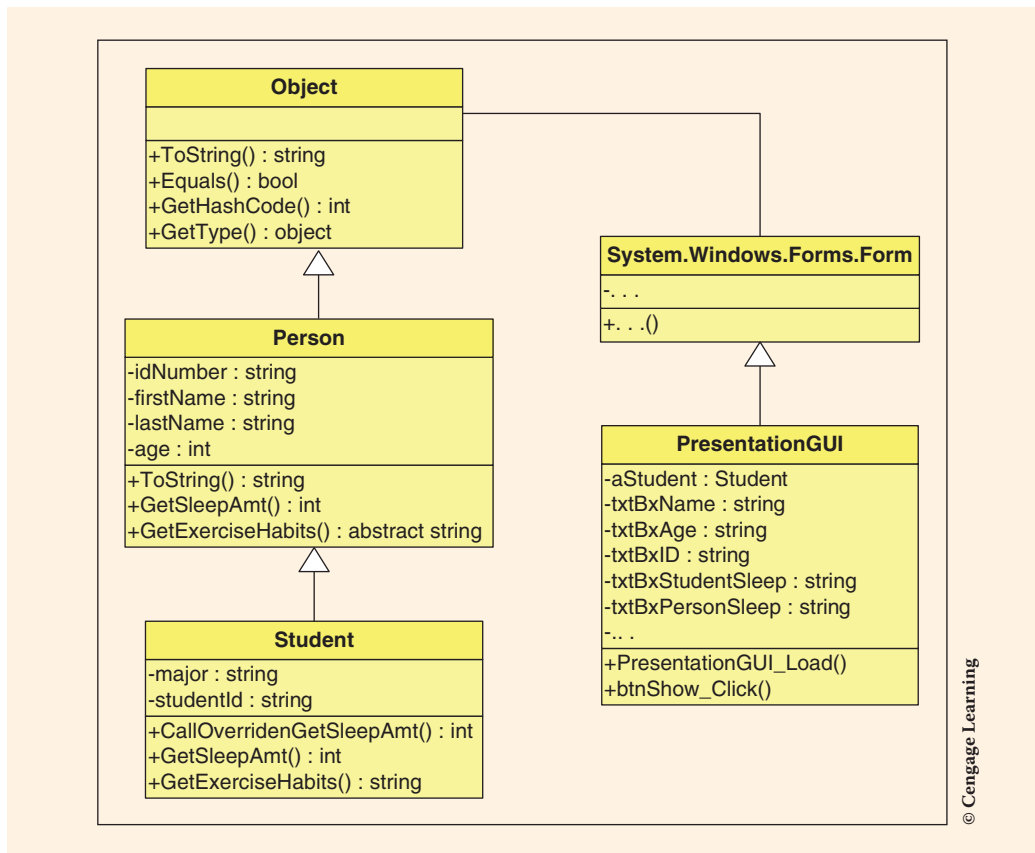 Object
+ToString() : string
+Equals() : bool
+GetHashCode() : int
+GetType() : object
Person
-idNumber : string
-firstName : string
-lastName : string
-age : int
+ToString() : string
+GetSleepAmt() : int
+GetExerciseHabits() : abstract string
Student
-major : string
-studentId : string
+CallOverridenGetSleepAmt() : int
+GetSleepAmt() : int
+GetExerciseHabits() : string
System.Windows.Forms.Form
-. . .
+. . .()
PresentationGUI
-aStudent : Student
-txtBxName : string
-txtBxAge : string
-txtBxID : string
-txtBxStudentSleep : string
-txtBxPersonSleep : string
-.. .
+PresentationGUI_Load()
+btnShow_Click()
© Cengage Learning